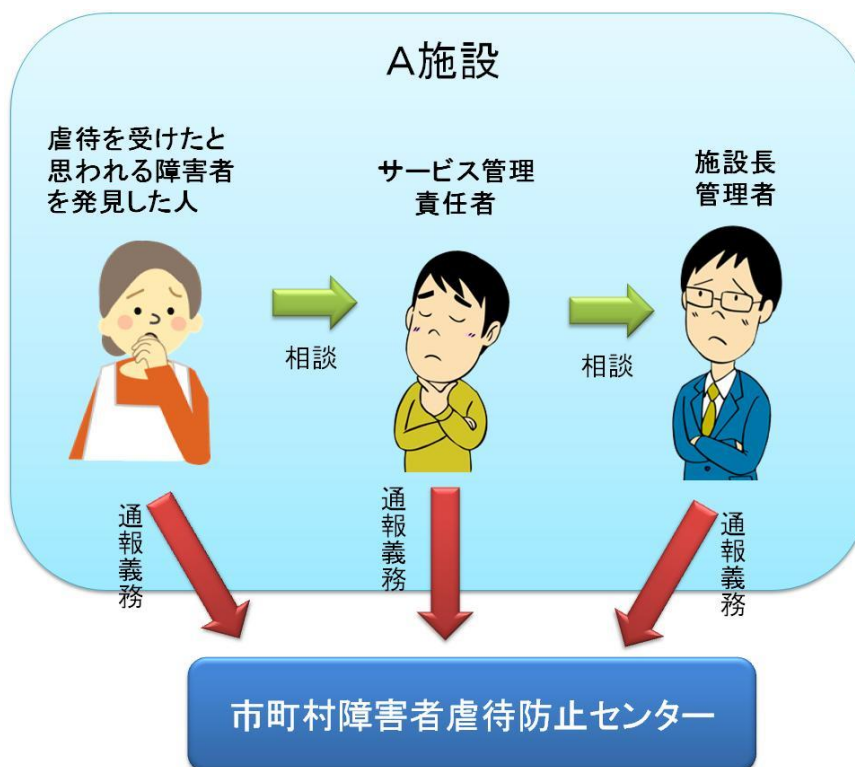 A施設
虐待を受けたと
思われる障害者
を発見した人
サービス管理
責任者
施設長
管理者
相談
相談
通報義務
通報義務
通報義務
市町村障害者虐待防止センター